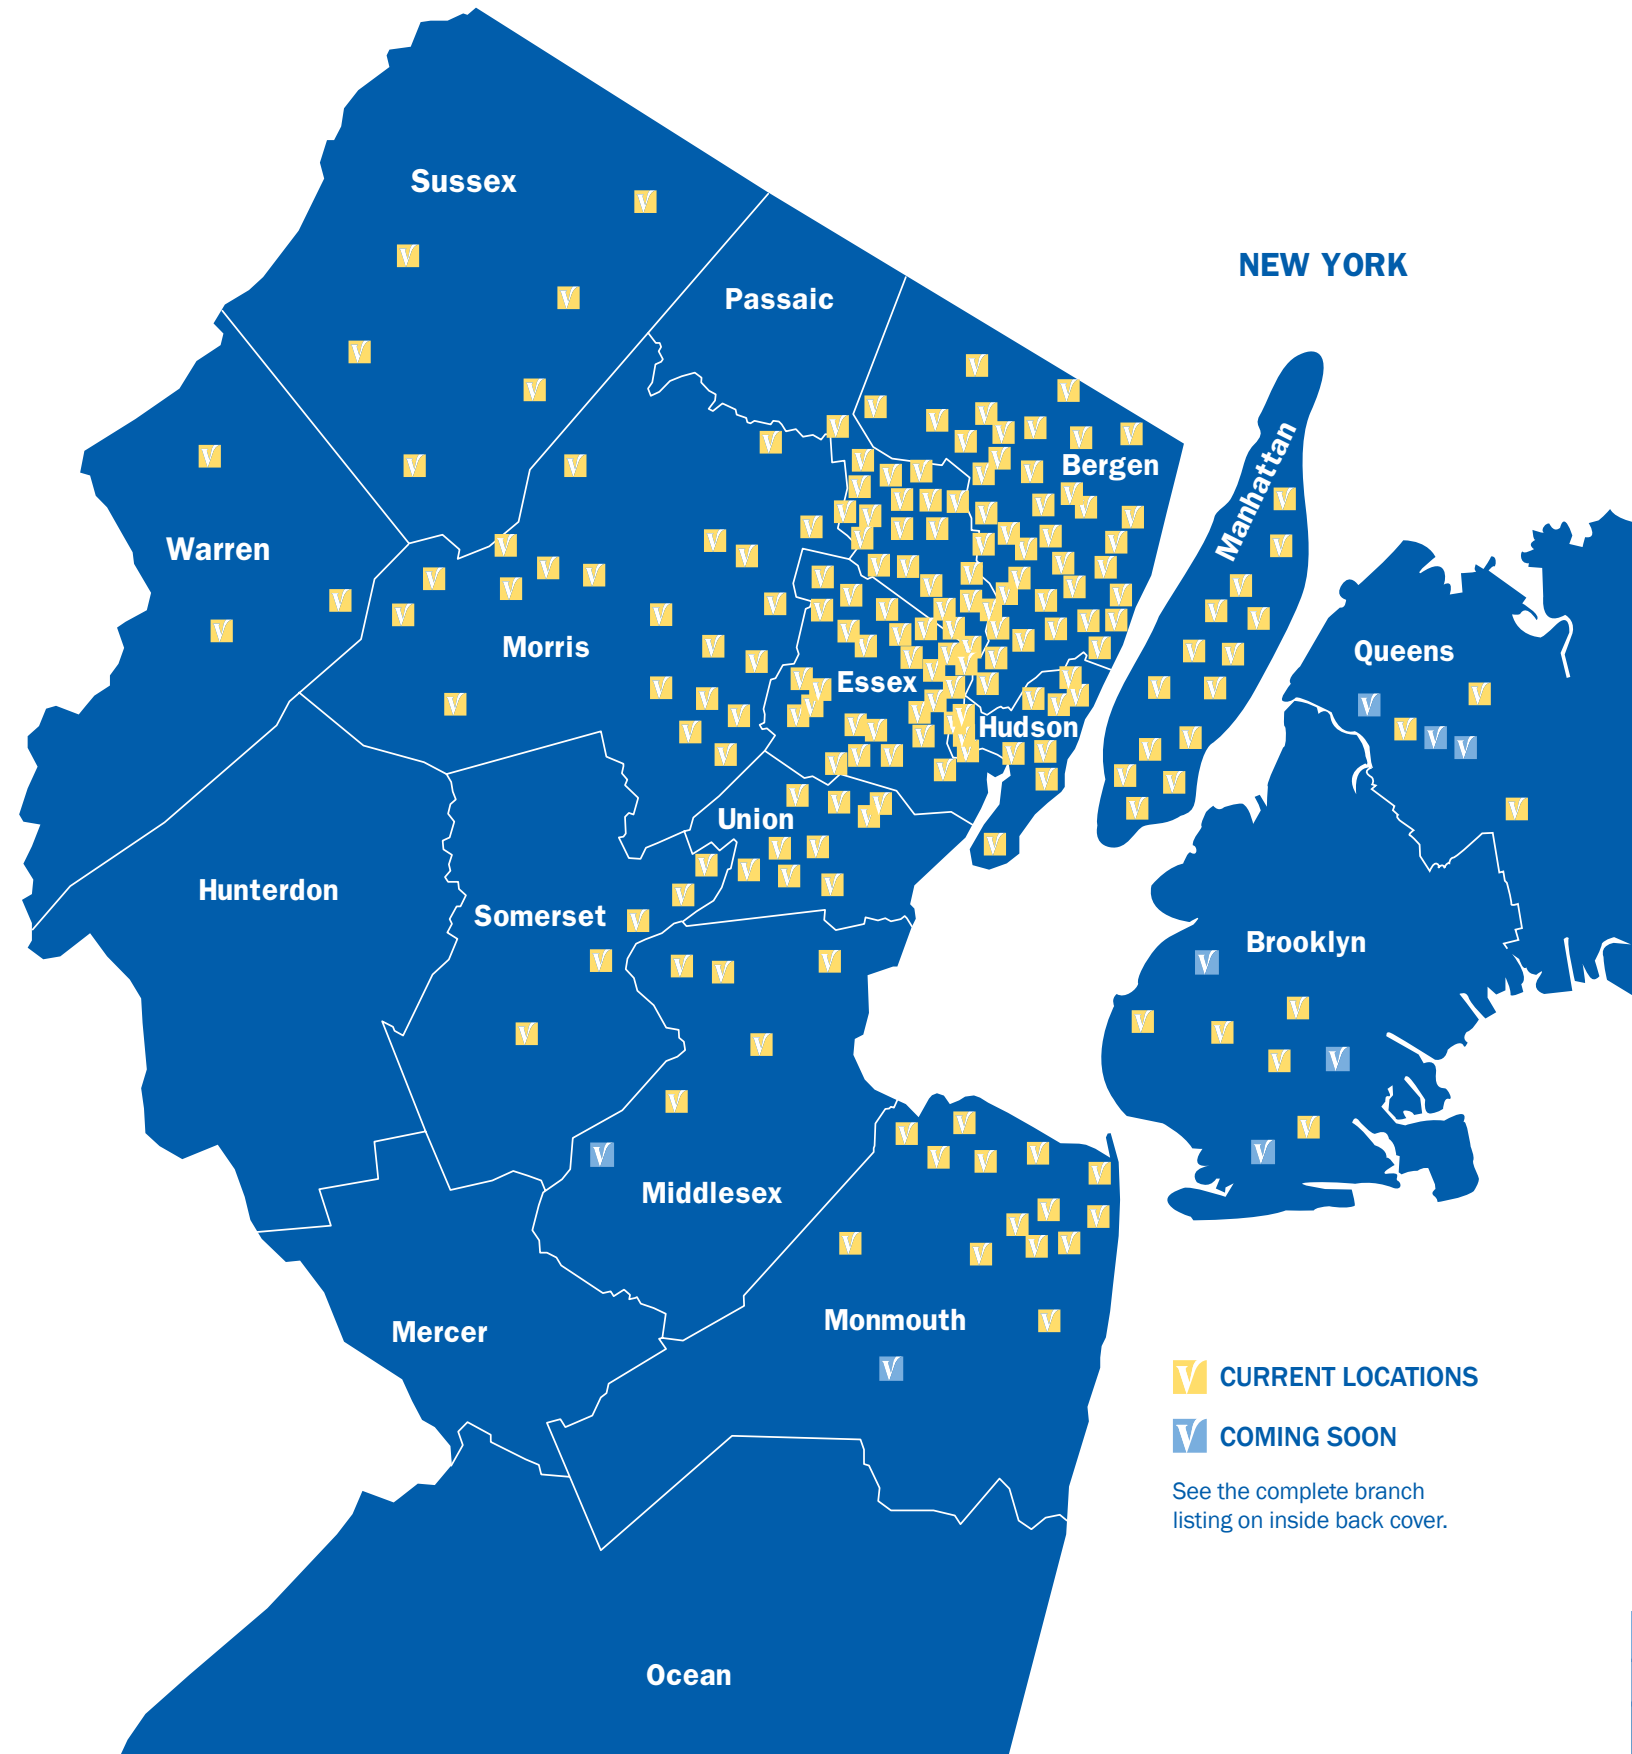 Sussex
NEW YORK
Passaic
Manhattan
Bergen
Warren
Morris
Queens
Essex
Hudson
Union
Hunterdon
Somerset
Brooklyn
Middlesex
Monmouth
Mercer
CURRENT LOCATIONS
COMING SOON
See the complete branch
listing on inside back cover.
Ocean